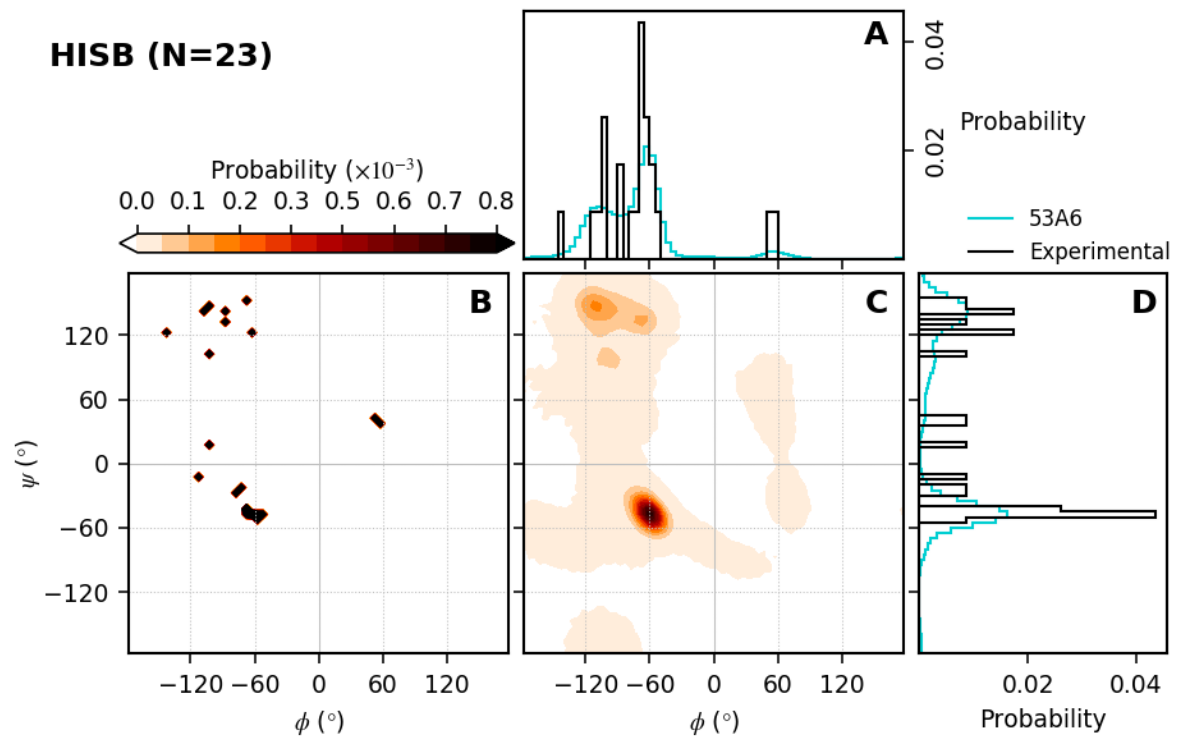 HISB (N=23)
A
0.04
0.02
Probability
Probability (×10⁻³)
0.0 0.1 0.2 0.3 0.4 0.5 0.6 0.7 0.8
53A6
Experimental
B
C
D
120
60
0
−60
−120
ψ (°)
−120 −60 0 60 120
−120 −60 0 60 120
0.02 0.04
ϕ (°)
ϕ (°)
Probability